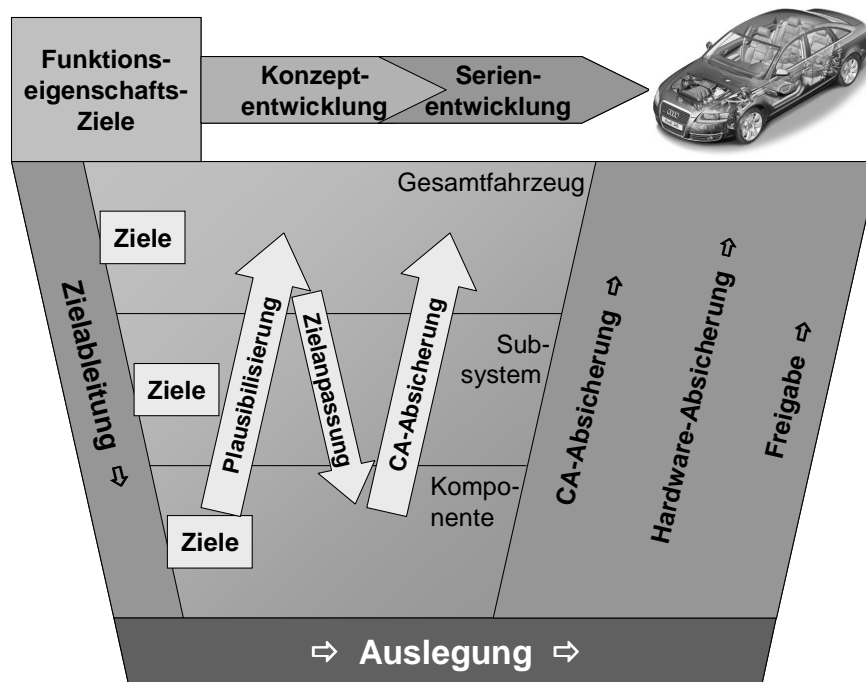 Funktions-
eigenschafts-
Ziele
Konzept-
entwicklung
Serien-
entwicklung
Gesamtfahrzeug
Ziele
Zielableitung ⇨
Plausibilisierung
Zielanpassung
CA-Absicherung
Sub-
system
Ziele
Kompo-
nente
Ziele
CA-Absicherung ⇨
Hardware-Absicherung ⇨
Freigabe ⇨
⇨ Auslegung ⇨